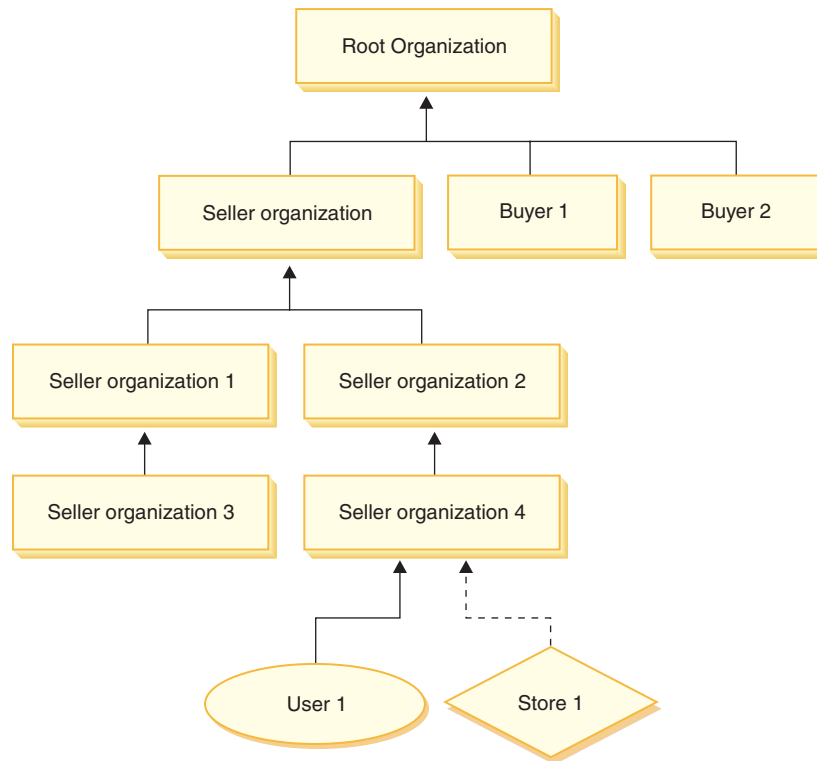 Root Organization
Seller organization
Buyer 1
Buyer 2
Seller organization 1
Seller organization 2
Seller organization 3
Seller organization 4
User 1
Store 1